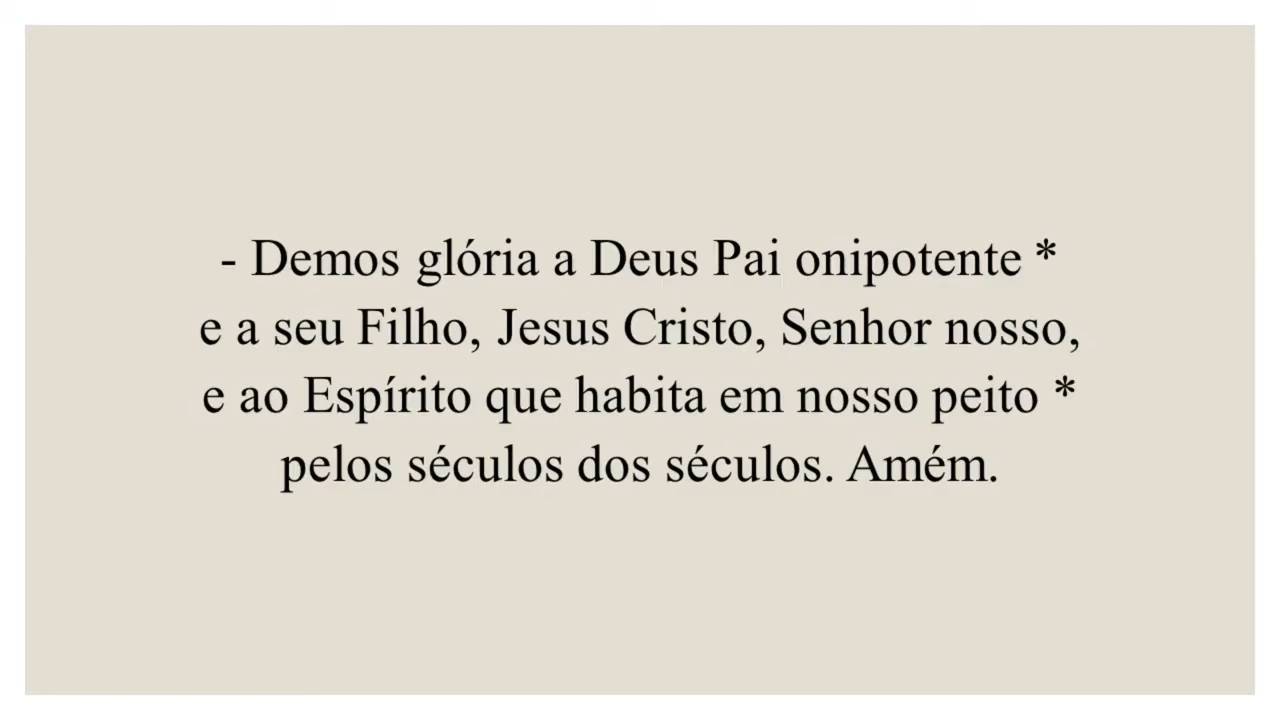 - Demos glória a Deus Pai onipotente *
e a seu Filho, Jesus Cristo, Senhor nosso,
e ao Espírito que habita em nosso peito *
pelos séculos dos séculos. Amém.